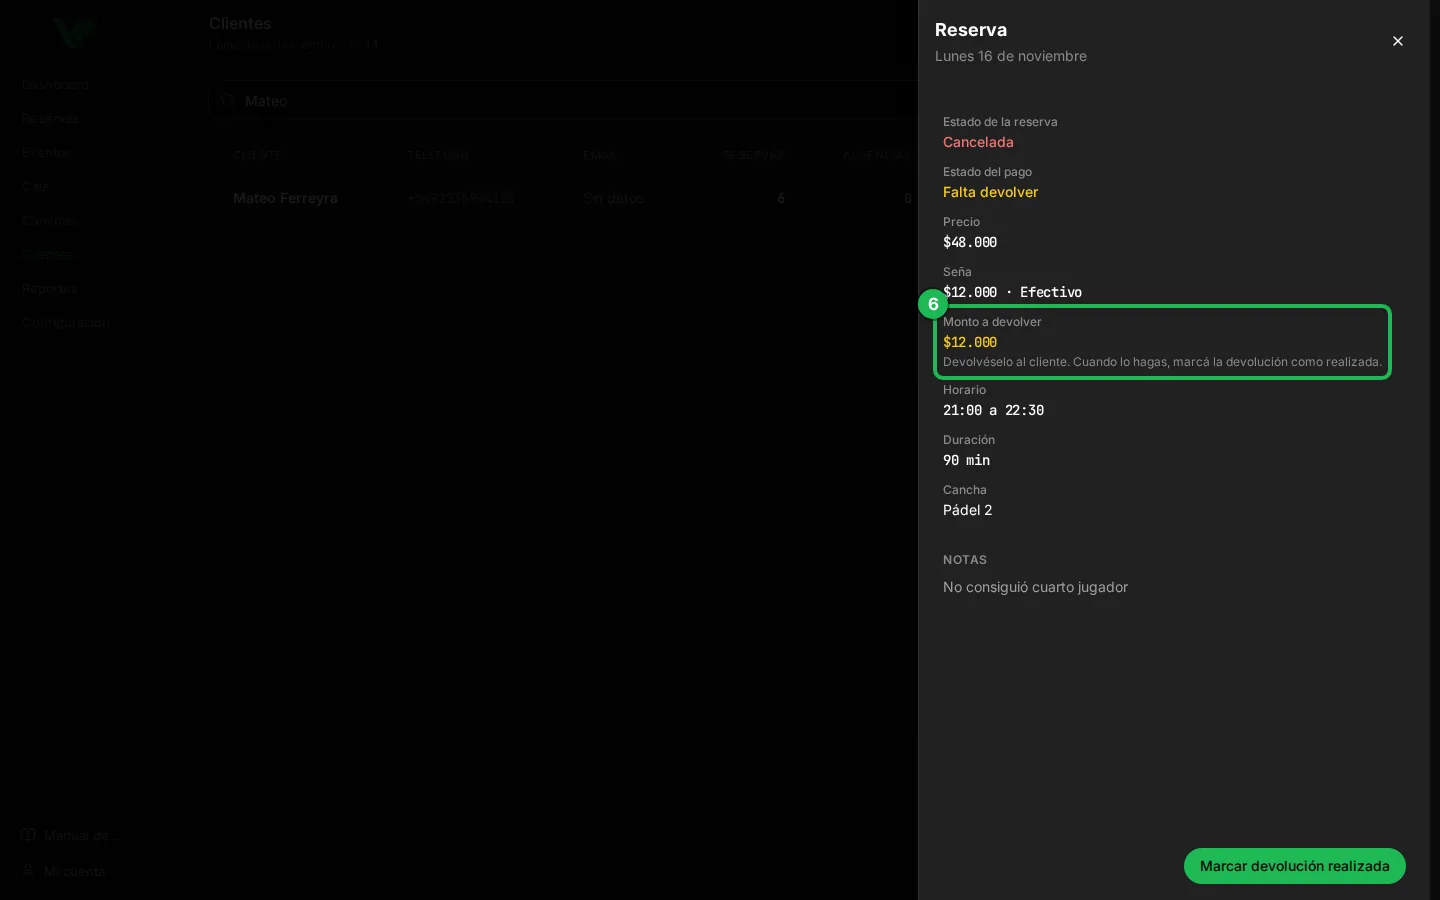 Clientes
Dashboard
Reservas
Eventos
Caja
Canchas
Clientes
Reportes
Configuración
Mateo
CLIENTE TELÉFONO EMAIL RESERVAS AUSENCIAS
Mateo Ferreyra Sin datos 6 0
Mi cuenta
Reserva
Lunes 16 de noviembre
Estado de la reserva
Cancelada
Estado del pago
Falta devolver
Precio
$48.000
Seña
$12.000 · Efectivo
6
Monto a devolver
$12.000
Devolvéselo al cliente. Cuando lo hagas, marcá la devolución como realizada.
Horario
21:00 a 22:30
Duración
90 min
Cancha
Pádel 2
NOTAS
No consiguió cuarto jugador
Marcar devolución realizada